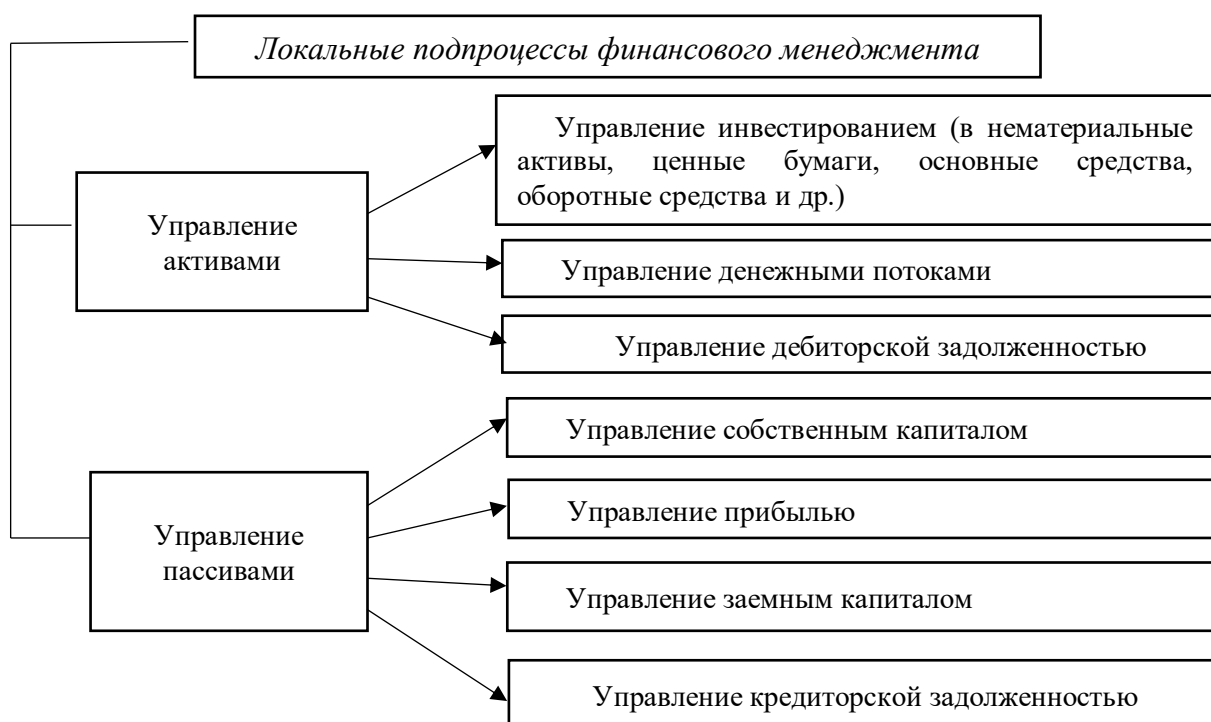 Локальные подпроцессы финансового менеджмента
Управление инвестированием (в нематериальные
активы, ценные бумаги, основные средства,
оборотные средства и др.)
Управление
активами
Управление денежными потоками
Управление дебиторской задолженностью
Управление собственным капиталом
Управление прибылью
Управление
пассивами
Управление заемным капиталом
Управление кредиторской задолженностью